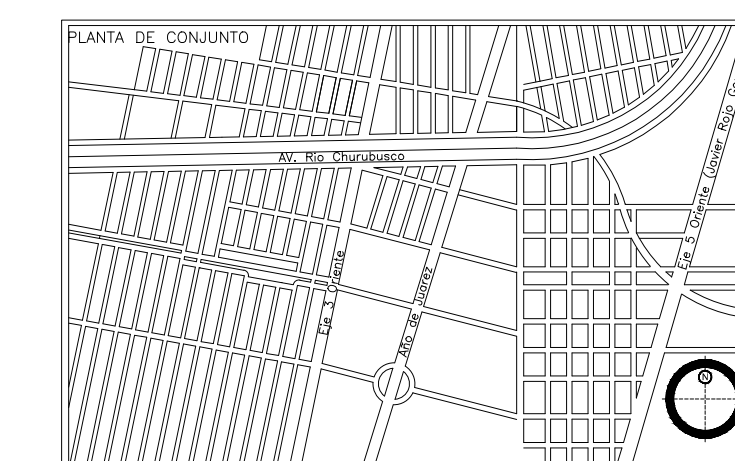 PLANTA DE CONJUNTO
AV. Rio Churubusco
Eje 5 Oriente (Javier Rojo
Eje 3 Oriente
Año de Juarez
N